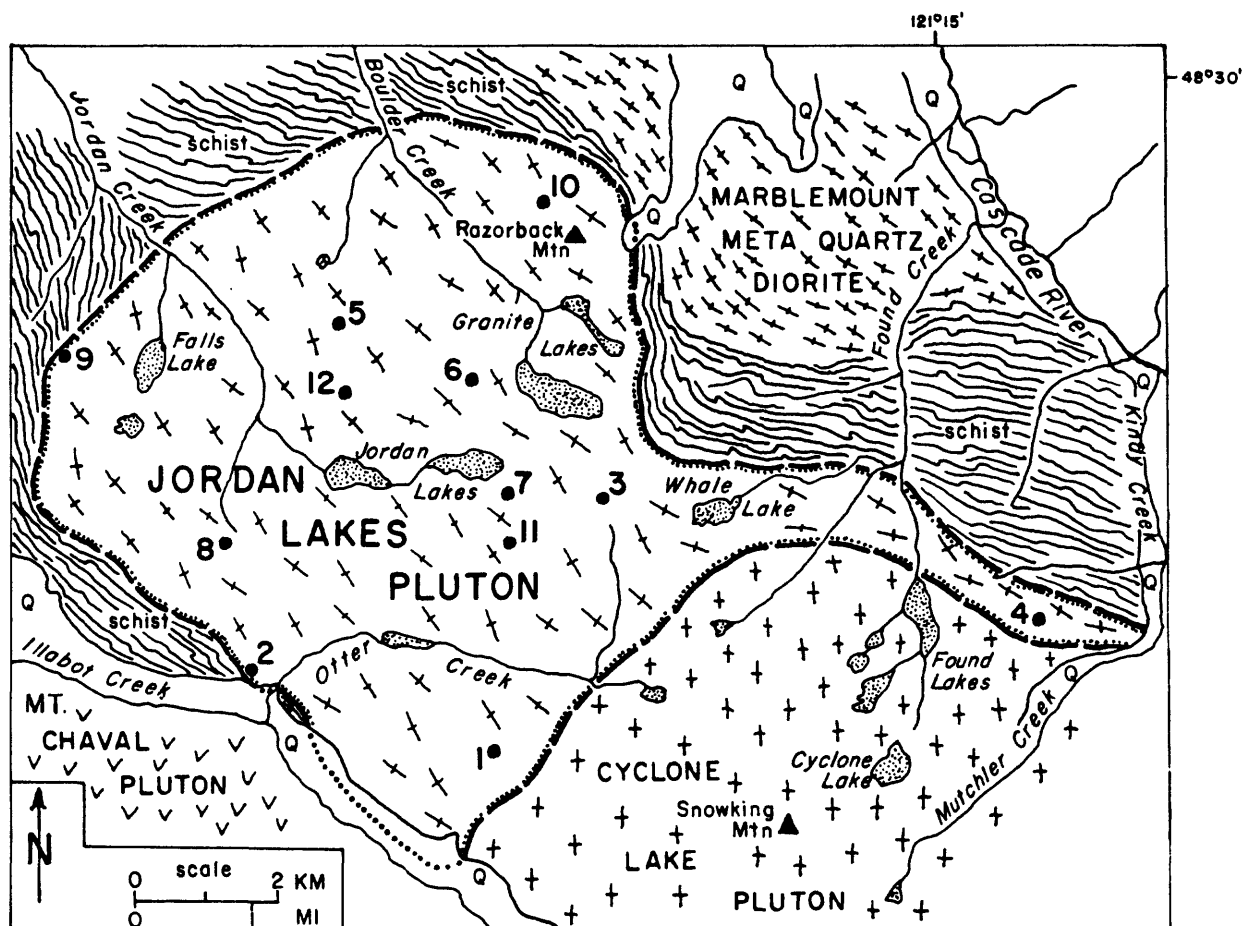 121°15'
48°30'
Jordan Creek
Boulder Creek
schist
schist
Q
Q
Q
Cascade River
MARBLEMOUNT
META QUARTZ
DIORITE
Found Creek
10
Razorback
Mtn
Q
5
Granite
Lakes
Falls
Lake
9
6
12
Q
Kindy Creek
schist
Jordan
Lakes
JORDAN
LAKES
PLUTON
7
3
Whale
Lake
11
8
Q
4
Q
schist
2
Illabot Creek
Otter Creek
Found
Lakes
Q
MT.
CHAVAL
PLUTON
Q
1
CYCLONE
LAKE
PLUTON
Cyclone
Lake
Snowking
Mtn
Mutchler Creek
Q
N
scale
0 2 KM
0 MI